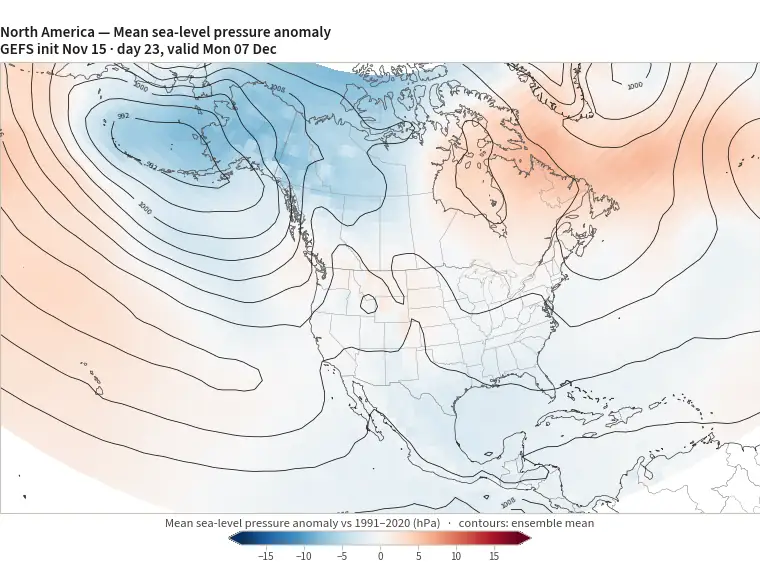 North America — Mean sea-level pressure anomaly
GEFS init Nov 15 · day 23, valid Mon 07 Dec
1000
1008
992
992
1000
1000
1008
Mean sea-level pressure anomaly vs 1991–2020 (hPa) · contours: ensemble mean
−15 −10 −5 0 5 10 15